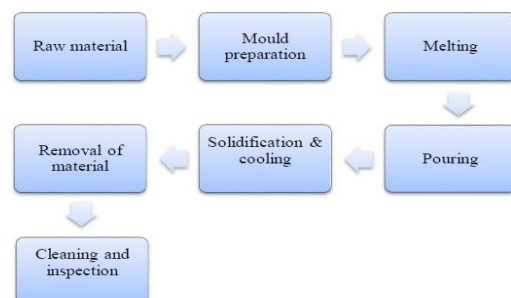 Raw material
Mould
preparation
Melting
Pouring
Solidification &
cooling
Removal of
material
Cleaning and
inspection